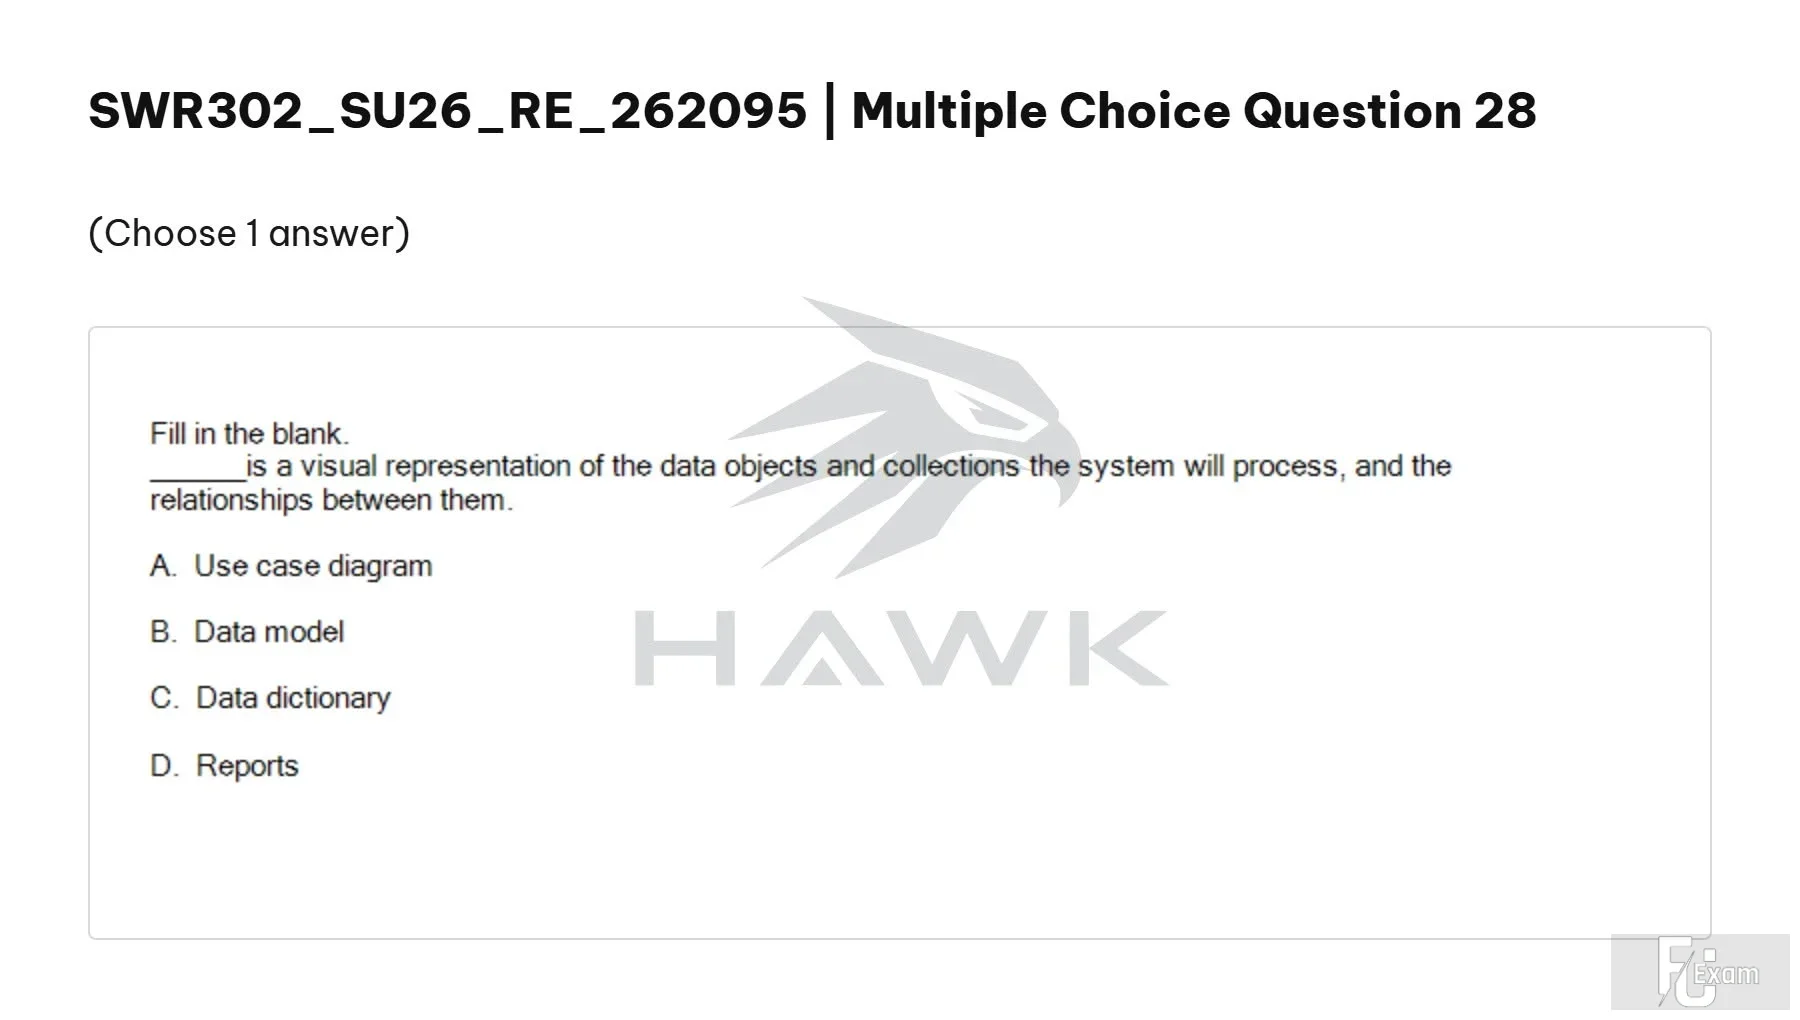 SWR302_SU26_RE_262095 | Multiple Choice Question 28
(Choose 1 answer)
Fill in the blank.
______is a visual representation of the data objects and collections the system will process, and the
relationships between them.
A. Use case diagram
B. Data model
C. Data dictionary
D. Reports
HAWK
FU Exam